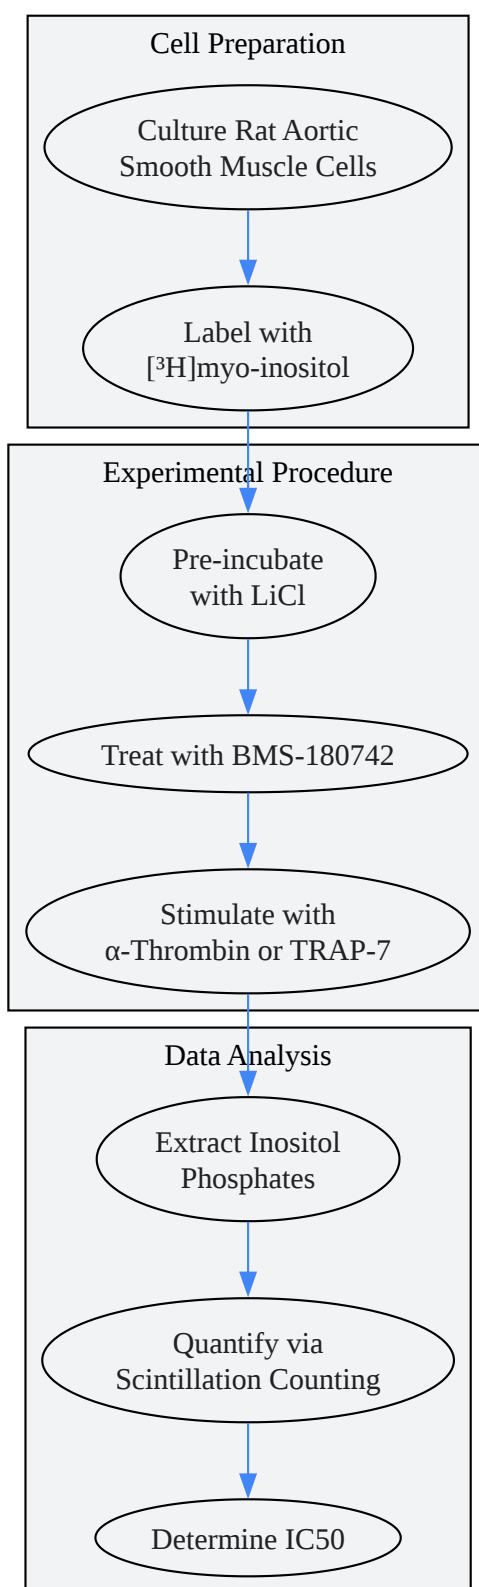 Cell Preparation
Culture Rat Aortic
Smooth Muscle Cells
Label with
[³H]myo-inositol
Experimental Procedure
Pre-incubate
with LiCl
Treat with BMS-180742
Stimulate with
α-Thrombin or TRAP-7
Data Analysis
Extract Inositol
Phosphates
Quantify via
Scintillation Counting
Determine IC50